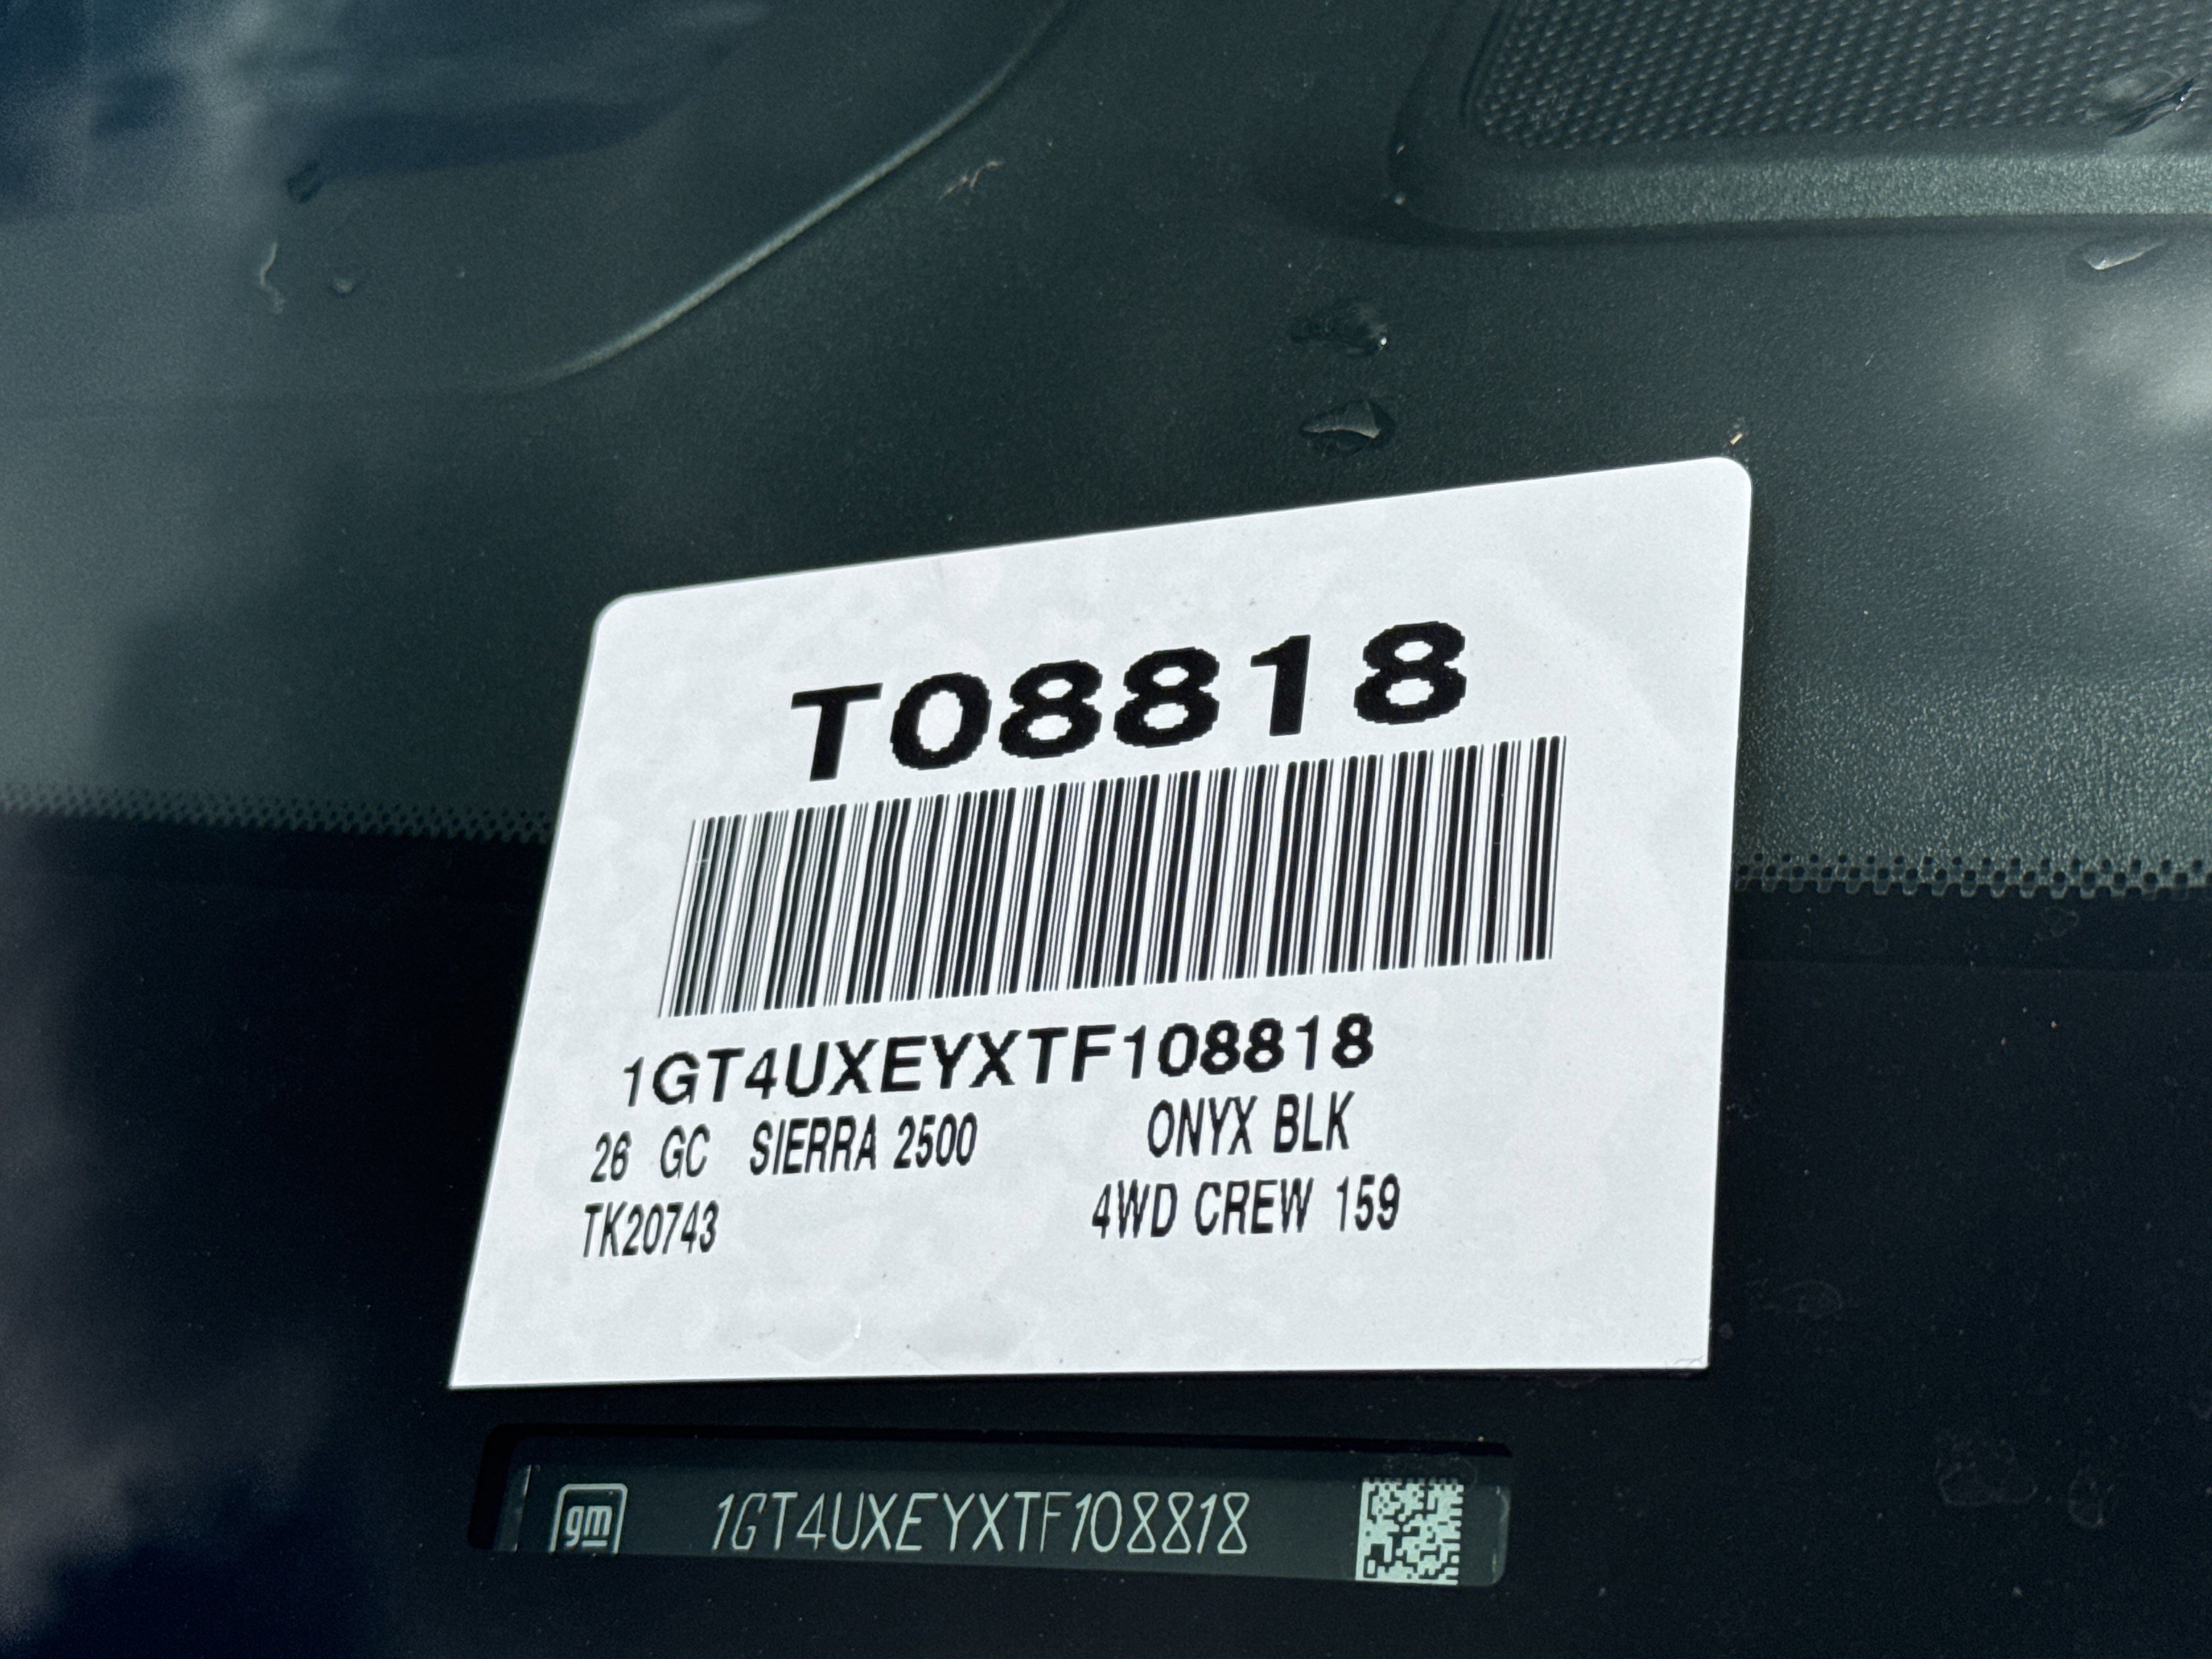 T08818
1GT4UXEYXTF108818
26 GC SIERRA 2500 ONYX BLK
TK20743 4WD CREW 159
gm 1GT4UXEYXTF108818